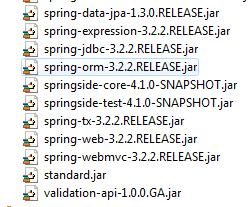 spring-data-jpa-1.3.0.RELEASE.jar
spring-expression-3.2.2.RELEASE.jar
spring-jdbc-3.2.2.RELEASE.jar
spring-orm-3.2.2.RELEASE.jar
springside-core-4.1.0-SNAPSHOT.jar
springside-test-4.1.0-SNAPSHOT.jar
spring-tx-3.2.2.RELEASE.jar
spring-web-3.2.2.RELEASE.jar
spring-webmvc-3.2.2.RELEASE.jar
standard.jar
validation-api-1.0.0.GA.jar